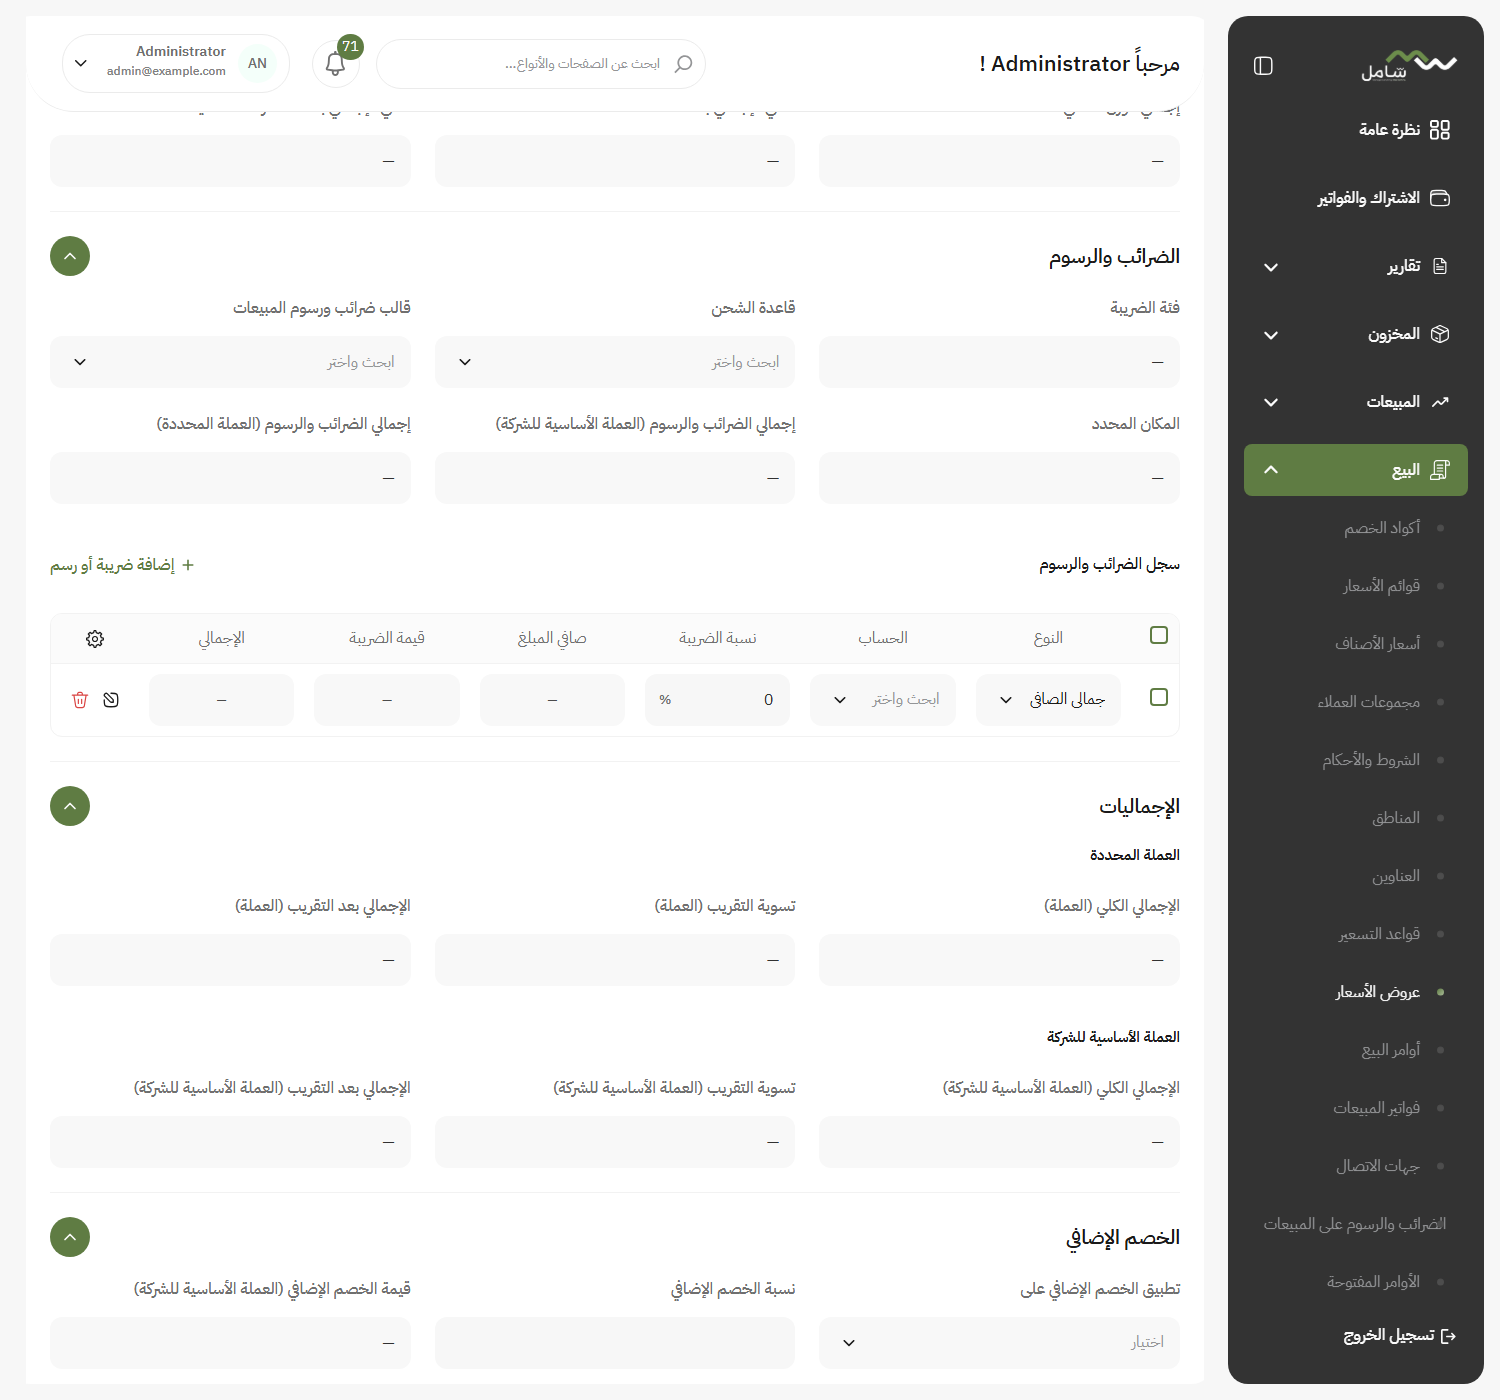 شامل
نظرة عامة
الاشتراك والفواتير
تقارير
المخزون
المبيعات
البيع
أكواد الخصم
قوائم الأسعار
أسعار الأصناف
مجموعات العملاء
الشروط والأحكام
المناطق
العناوين
قواعد التسعير
عروض الأسعار
أوامر البيع
فواتير المبيعات
جهات الاتصال
الضرائب والرسوم على المبيعات
الأوامر المفتوحة
تسجيل الخروج
مرحباً Administrator !
ابحث عن الصفحات والأنواع...
71
AN
Administrator
admin@example.com
— — —
الضرائب والرسوم
فئة الضريبة قاعدة الشحن قالب ضرائب ورسوم المبيعات
— ابحث واختر ابحث واختر
المكان المحدد إجمالي الضرائب والرسوم (العملة الأساسية للشركة) إجمالي الضرائب والرسوم (العملة المحددة)
— — —
سجل الضرائب والرسوم + إضافة ضريبة أو رسم
النوع الحساب نسبة الضريبة صافي المبلغ قيمة الضريبة الإجمالي
جمالي الصافي ابحث واختر 0 % — — —
الإجماليات
العملة المحددة
الإجمالي الكلي (العملة) تسوية التقريب (العملة) الإجمالي بعد التقريب (العملة)
— — —
العملة الأساسية للشركة
الإجمالي الكلي (العملة الأساسية للشركة) تسوية التقريب (العملة الأساسية للشركة) الإجمالي بعد التقريب (العملة الأساسية للشركة)
— — —
الخصم الإضافي
تطبيق الخصم الإضافي على نسبة الخصم الإضافي قيمة الخصم الإضافي (العملة الأساسية للشركة)
اختيار —